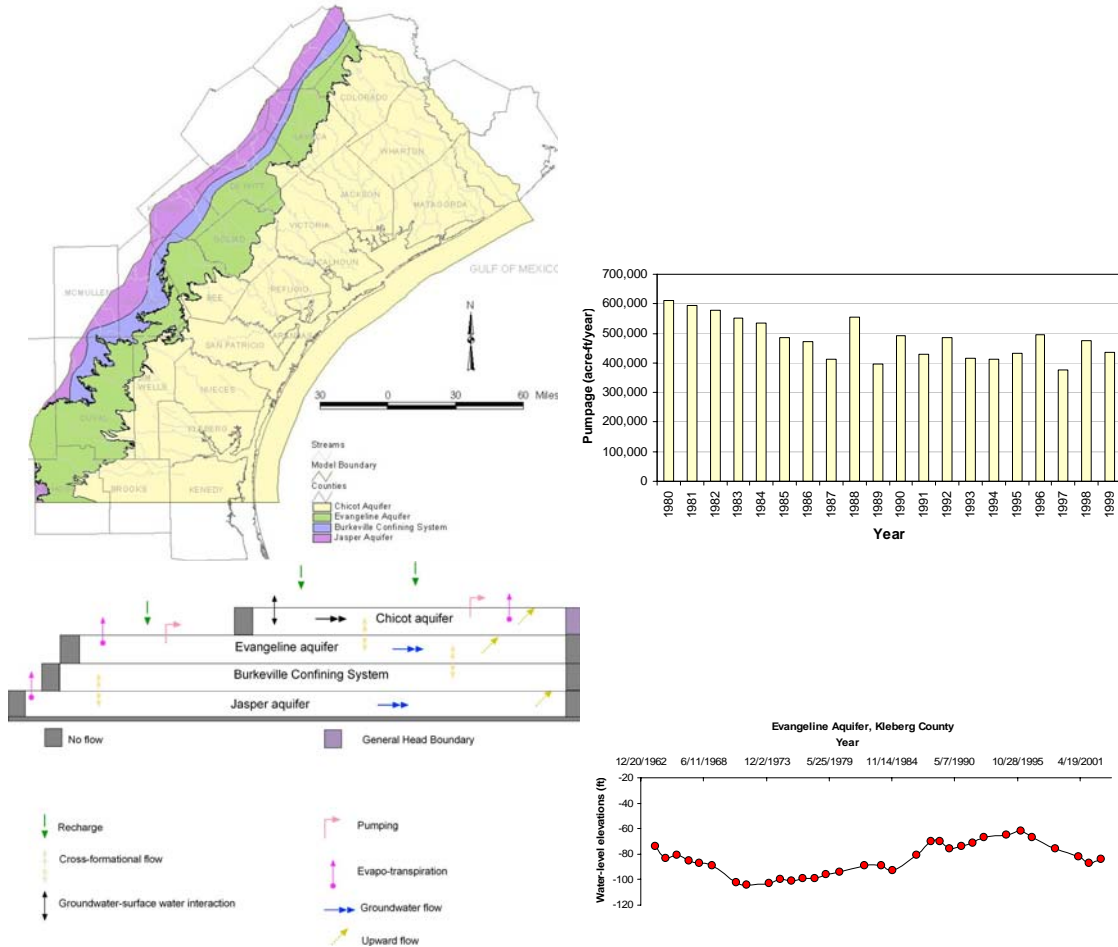 COLORADO
LAVACA
WHARTON
DE WITT
JACKSON
MATAGORDA
GOLIAD
VICTORIA
CALHOUN
GULF OF MEXICO
MCMULLEN
BEE
REFUGIO
N
ARANSAS
SAN PATRICIO
JIM
WELLS
NUECES
30 0 30 60 Miles
DUVAL
KLEBERG
Streams
Model Boundary
Counties
BROOKS
KENEDY
Chicot Aquifer
Evangeline Aquifer
Burkeville Confining System
Jasper Aquifer
Chicot aquifer
Evangeline aquifer
Burkeville Confining System
Jasper aquifer
No flow
General Head Boundary
Recharge
Pumping
Cross-formational flow
Evapo-transpiration
Groundwater-surface water interaction
Groundwater flow
Upward flow
Pumpage (acre-ft/year)
700,000
600,000
500,000
400,000
300,000
200,000
100,000
0
1980 1981 1982 1983 1984 1985 1986 1987 1988 1989 1990 1991 1992 1993 1994 1995 1996 1997 1998 1999
Year
Evangeline Aquifer, Kleberg County
Year
12/20/1962 6/11/1968 12/2/1973 5/25/1979 11/14/1984 5/7/1990 10/28/1995 4/19/2001
Water-level elevations (ft)
-20
-40
-60
-80
-100
-120